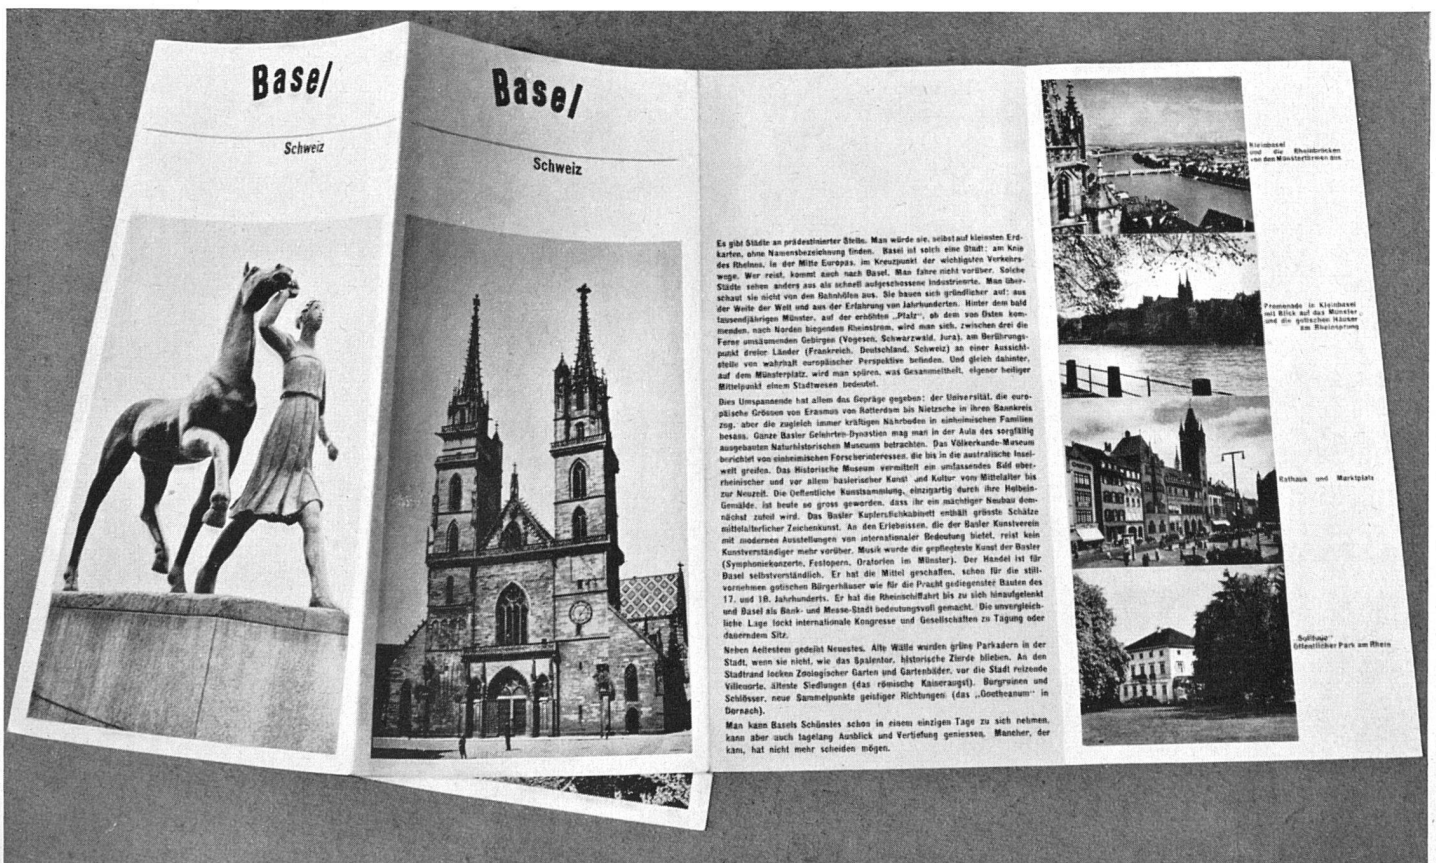 Basel
Schweiz
Basel
Schweiz
Es gibt Städte an prädestinierter Stelle. Man würde sie, selbst auf kleinsten Erd-
karten, ohne Namensbezeichnung finden. Basel ist solch eine Stadt: am Knie
des Rheines, in der Mitte Europas, im Kreuzpunkt der wichtigsten Verkehrs-
wege. Wer reist, kommt auch nach Basel. Man fahre nicht vorüber. Solche
Städte sehen anders aus als schnell aufgeschossene Industrieorte. Man über-
schaut sie nicht von den Bahnhöfen aus. Sie bauen sich gründlicher auf: aus
der Weite der Welt und aus der Erfahrung von Jahrhunderten. Hinter dem bald
tausendjährigen Münster, auf der erhöhten „Pfalz“, ob dem von Osten kom-
menden, nach Norden biegenden Rheinstrom, wird man sich, zwischen drei die
Ferne umsäumenden Gebirgen (Vogesen, Schwarzwald, Jura), am Berührungs-
punkt dreier Länder (Frankreich, Deutschland, Schweiz) an einer Aussicht-
stelle von wahrhaft europäischer Perspektive befinden. Und gleich dahinter,
auf dem Münsterplatz, wird man spüren, was Gesammeltheit, eigener heiliger
Mittelpunkt einem Stadtwesen bedeutet.
Dies Umspannende hat allem das Gepräge gegeben: der Universität, die euro-
päische Grössen von Erasmus von Rotterdam bis Nietzsche in ihren Bannkreis
zog, aber die zugleich immer kräftigen Nährboden in einheimischen Familien
besass. Ganze Basler Gelehrten-Dynastien mag man in der Aula des sorgfältig
ausgebauten Naturhistorischen Museums betrachten. Das Völkerkunde-Museum
berichtet von einheimischen Forscherinteressen, die bis in die australische Insel-
welt greifen. Das Historische Museum vermittelt ein umfassendes Bild ober-
rheinischer und vor allem baslerischer Kunst und Kultur vom Mittelalter bis
zur Neuzeit. Die Oeffentliche Kunstsammlung, einzigartig durch ihre Holbein-
Gemälde, ist heute so gross geworden, dass ihr ein mächtiger Neubau dem-
nächst zuteil wird. Das Basler Kupferstichkabinett enthält grösste Schätze
mittelalterlicher Zeichenkunst. An den Erlebnissen, die der Basler Kunstverein
mit modernen Ausstellungen von internationaler Bedeutung bietet, reist kein
Kunstverständiger mehr vorüber. Musik wurde die gepflegteste Kunst der Basler
(Symphoniekonzerte, Festopern, Oratorien im Münster). Der Handel ist für
Basel selbstverständlich. Er hat die Mittel geschaffen, schon für die still-
vornehmen gotischen Bürgerhäuser wie für die Pracht gediegenster Bauten des
17. und 18. Jahrhunderts. Er hat die Rheinschiffahrt bis zu sich hinaufgelenkt
und Basel als Bank- und Messe-Stadt bedeutungsvoll gemacht. Die unvergleich-
liche Lage lockt internationale Kongresse und Gesellschaften zu Tagung oder
dauerndem Sitz.
Neben Aeltestem gedeiht Neuestes. Alte Wälle wurden grüne Parkadern in der
Stadt, wenn sie nicht, wie das Spalentor, historische Zierde blieben. An den
Stadtrand locken Zoologischer Garten und Gartenbäder, vor die Stadt reizende
Villenorte, älteste Siedlungen (das römische Kaiseraugst), Burgruinen und
Schlösser, neue Sammelpunkte geistiger Richtungen (das „Goetheanum“ in
Dornach).
Man kann Basels Schönstes schon in einem einzigen Tage zu sich nehmen,
kann aber auch tagelang Ausblick und Vertiefung geniessen. Mancher, der
kam, hat nicht mehr scheiden mögen.
Kleinbasel
und die Rheinbrücken
von den Münstertürmen aus
Promenade in Kleinbasel
mit Blick auf das Münster
und die gotischen Häuser
am Rheinsprung
Rathaus und Marktplatz
„Solitude“
öffentlicher Park am Rhein